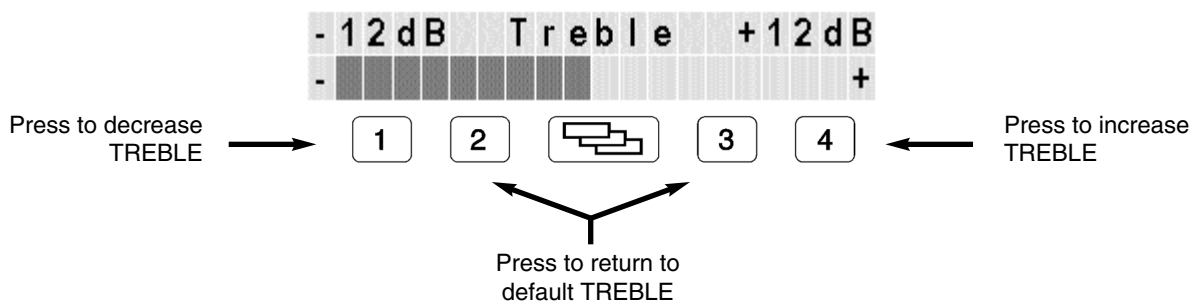 -12dB Treble +12dB
- +
Press to decrease
TREBLE
1 2 3 4
Press to increase
TREBLE
Press to return to
default TREBLE